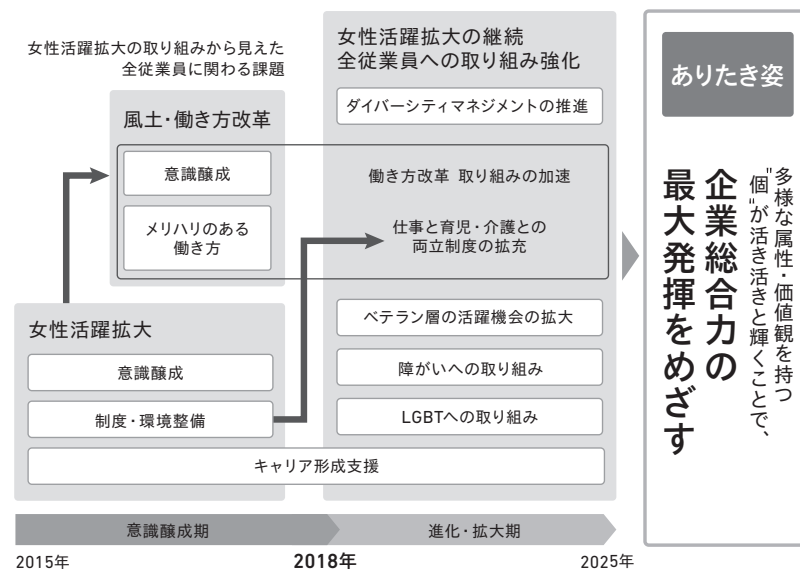 女性活躍拡大の取り組みから見えた
全従業員に関わる課題
風土・働き方改革
意識醸成
メリハリのある
働き方
女性活躍拡大
意識醸成
制度・環境整備
キャリア形成支援
女性活躍拡大の継続
全従業員への取り組み強化
ダイバーシティマネジメントの推進
働き方改革 取り組みの加速
仕事と育児・介護との
両立制度の拡充
ベテラン層の活躍機会の拡大
障がいへの取り組み
LGBTへの取り組み
意識醸成期
進化・拡大期
2015年
2018年
2025年
ありたき姿
多様な属性・価値観を持つ
"個"が活き活きと輝くことで、
企業総合力の
最大発揮をめざす